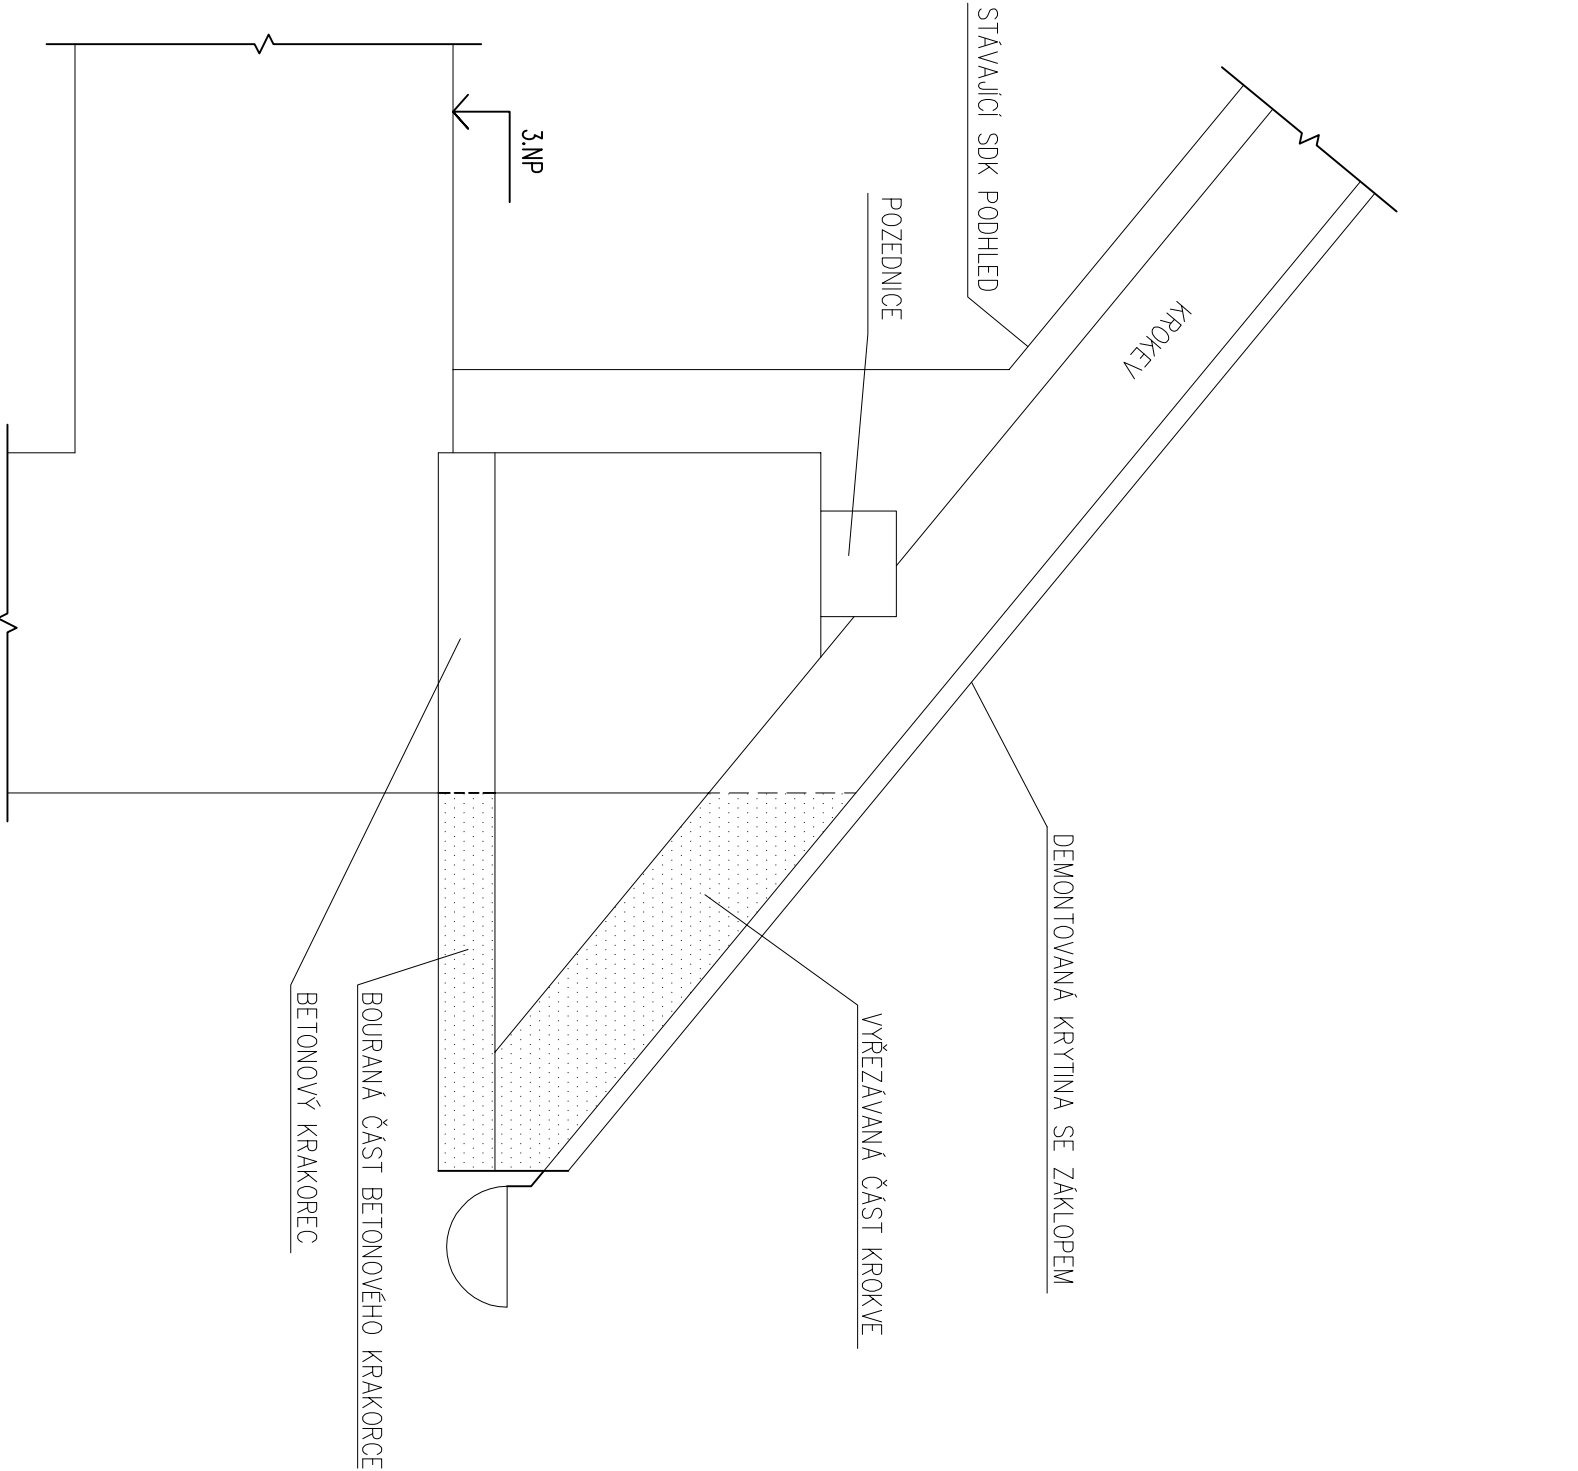 STÁVAJÍCÍ SDK PODHLED
KROKEV
POZEDNICE
3.NP
DEMONTOVANÁ KRYTINA SE ZÁKLOPEM
VYŘEZÁVANÁ ČÁST KROKVE
BOURANÁ ČÁST BETONOVÉHO KRAKORCE
BETONOVÝ KRAKOREC